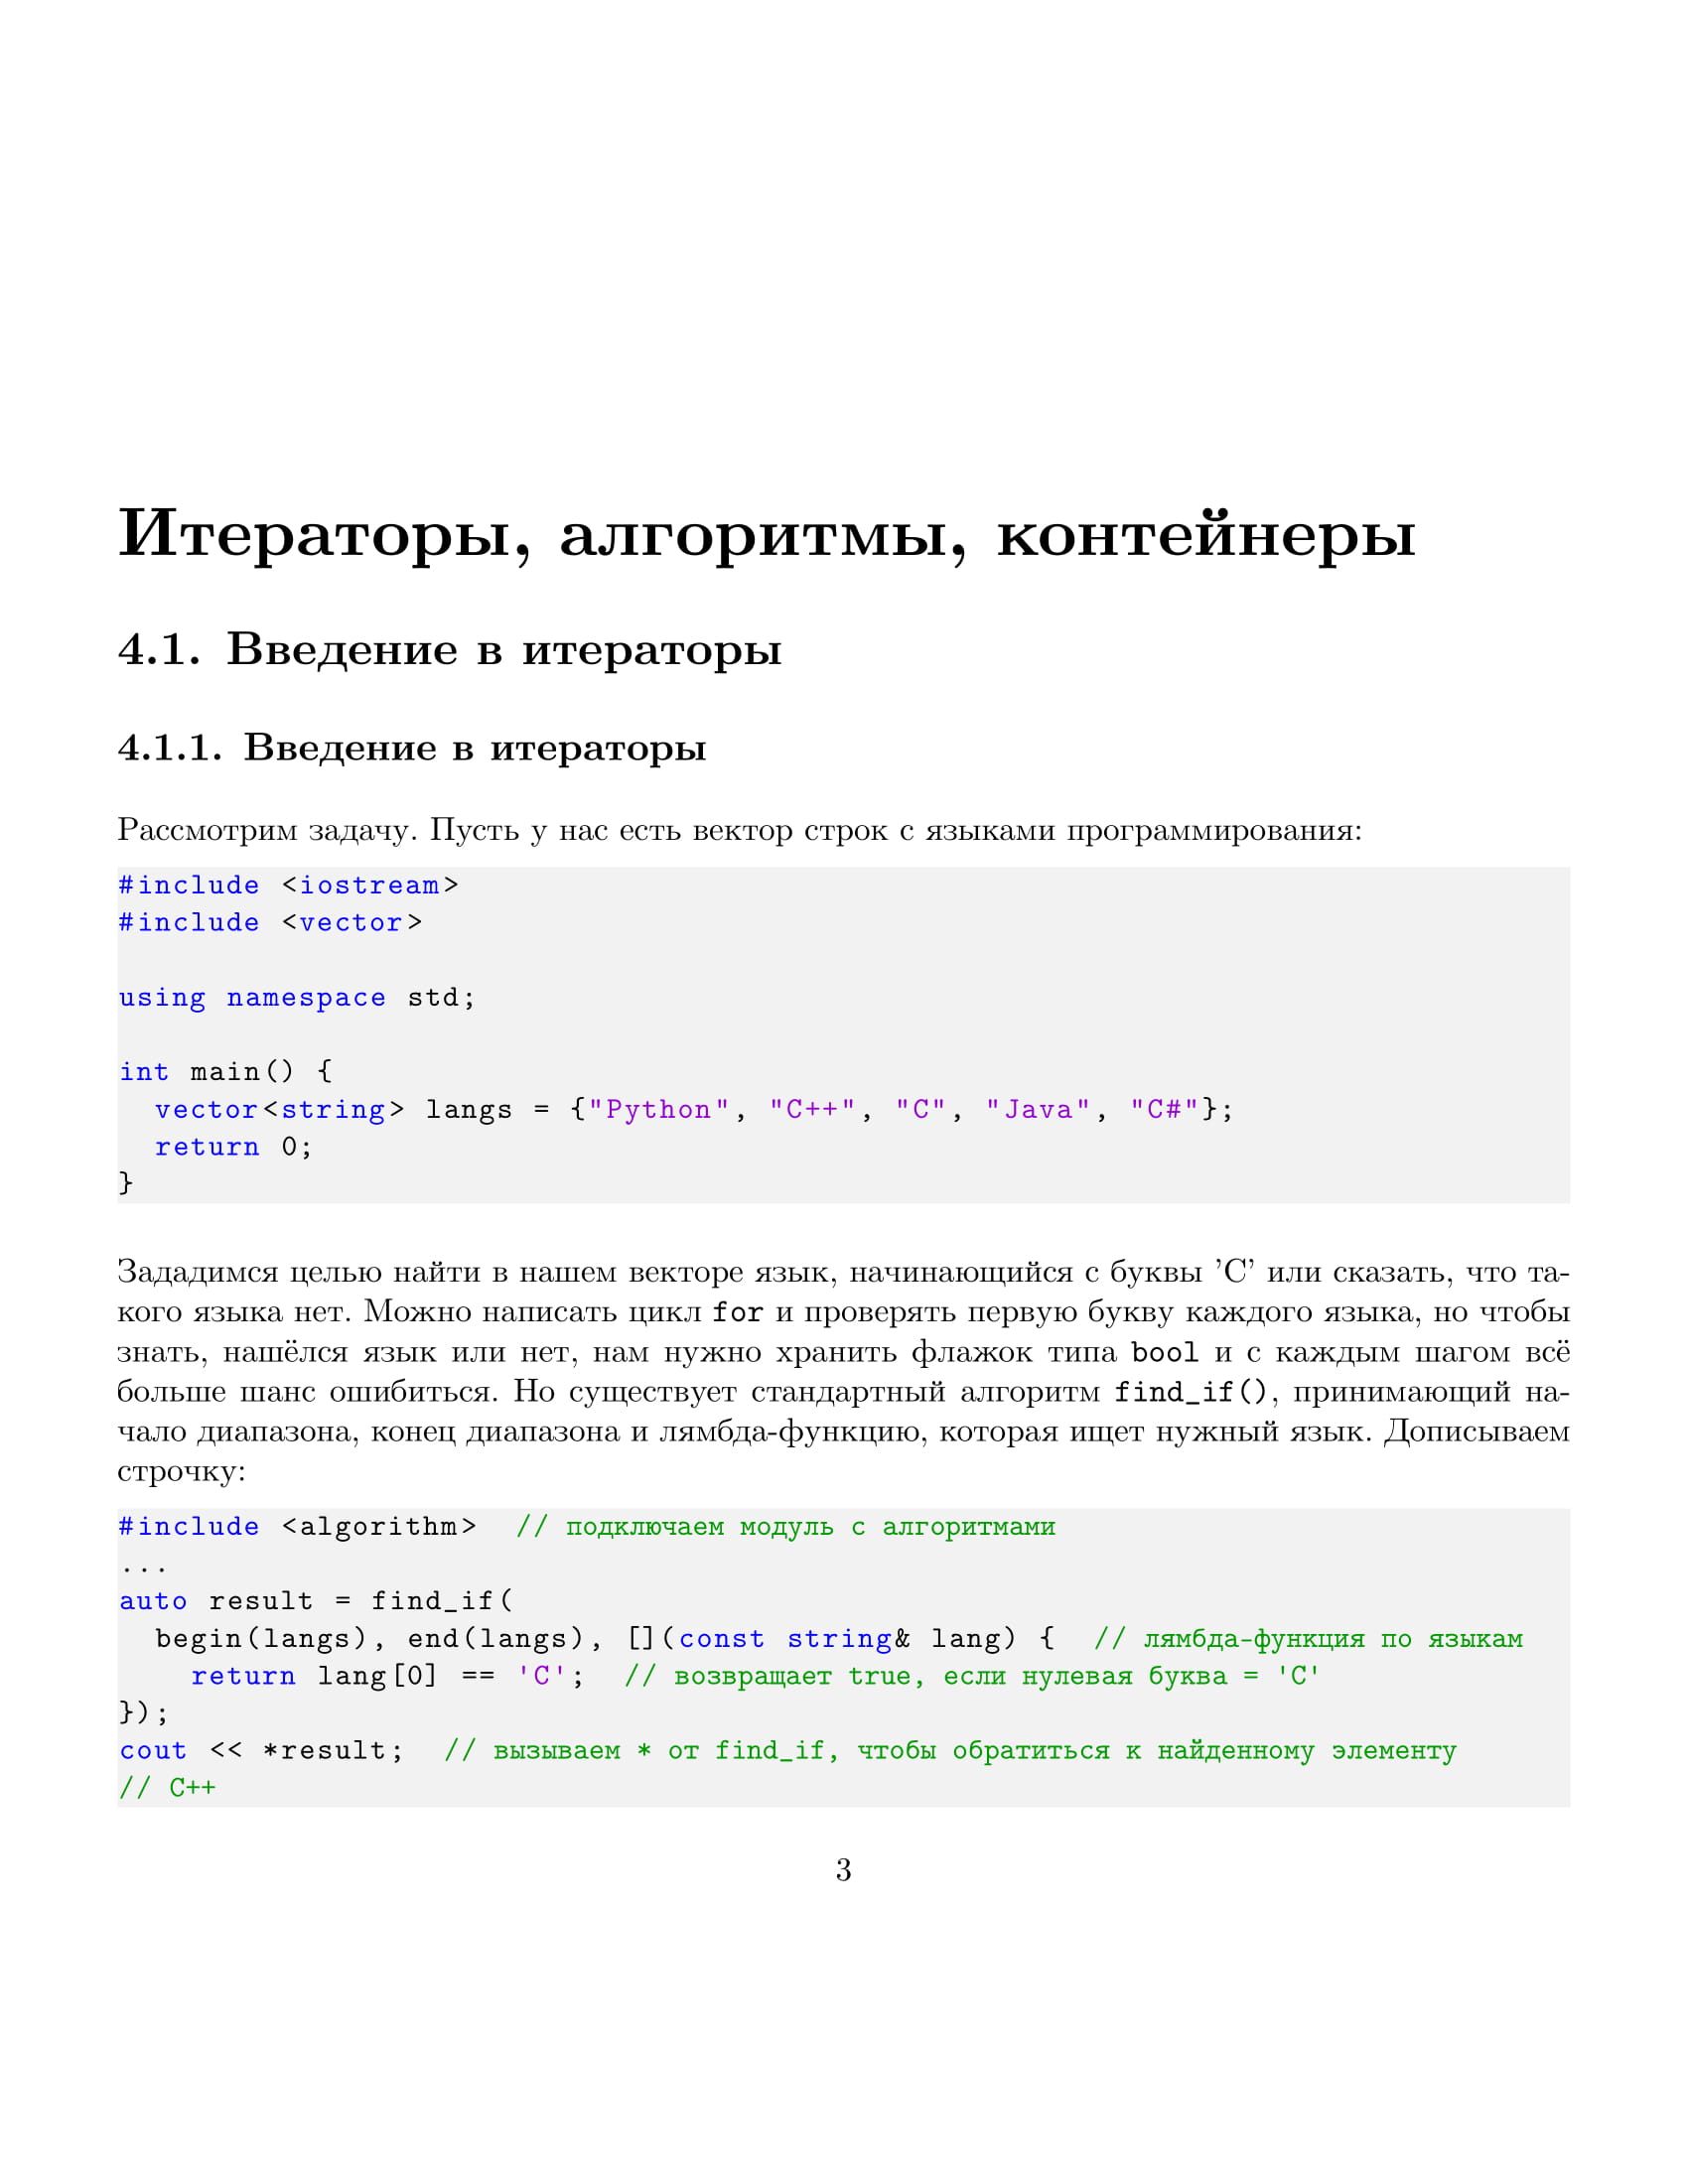 Итераторы, алгоритмы, контейнеры
4.1. Введение в итераторы
4.1.1. Введение в итераторы
Рассмотрим задачу. Пусть у нас есть вектор строк с языками программирования:
#include <iostream>
#include <vector>
using namespace std;
int main() {
  vector<string> langs = {"Python", "C++", "C", "Java", "C#"};
  return 0;
}
Зададимся целью найти в нашем векторе язык, начинающийся с буквы ’C’ или сказать, что та-
кого языка нет. Можно написать цикл for и проверять первую букву каждого языка, но чтобы
знать, нашёлся язык или нет, нам нужно хранить флажок типа bool и с каждым шагом всё
больше шанс ошибиться. Но существует стандартный алгоритм find_if(), принимающий на-
чало диапазона, конец диапазона и лямбда-функцию, которая ищет нужный язык. Дописываем
строчку:
#include <algorithm>  // подключаем модуль с алгоритмами
...
auto result = find_if(
  begin(langs), end(langs), [](const string& lang) {  // лямбда-функция по языкам
    return lang[0] == 'C';  // возвращает true, если нулевая буква = 'C'
});
cout << *result;  // вызываем * от find_if, чтобы обратиться к найденному элементу
// C++
3